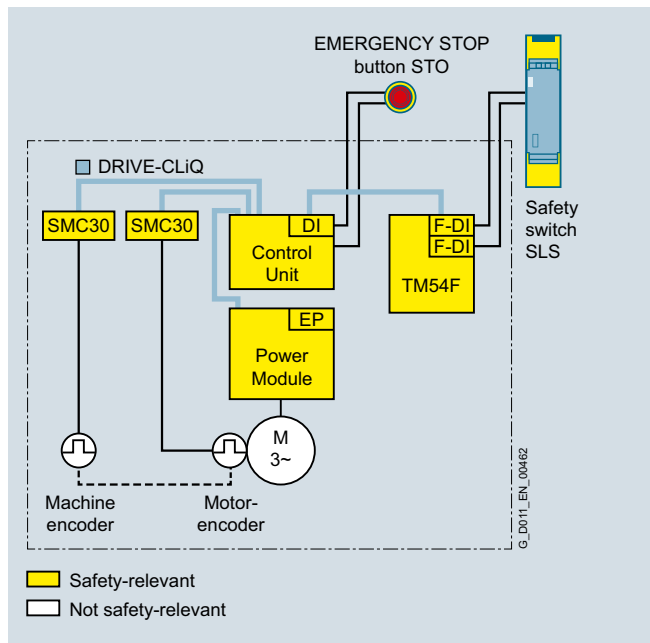 EMERGENCY STOP
button STO
DRIVE-CLiQ
SMC30
SMC30
DI
Control
Unit
F-DI
F-DI
TM54F
Safety
switch
SLS
EP
Power
Module
M
3~
Machine
encoder
Motor-
encoder
G_D011_EN_00462
Safety-relevant
Not safety-relevant